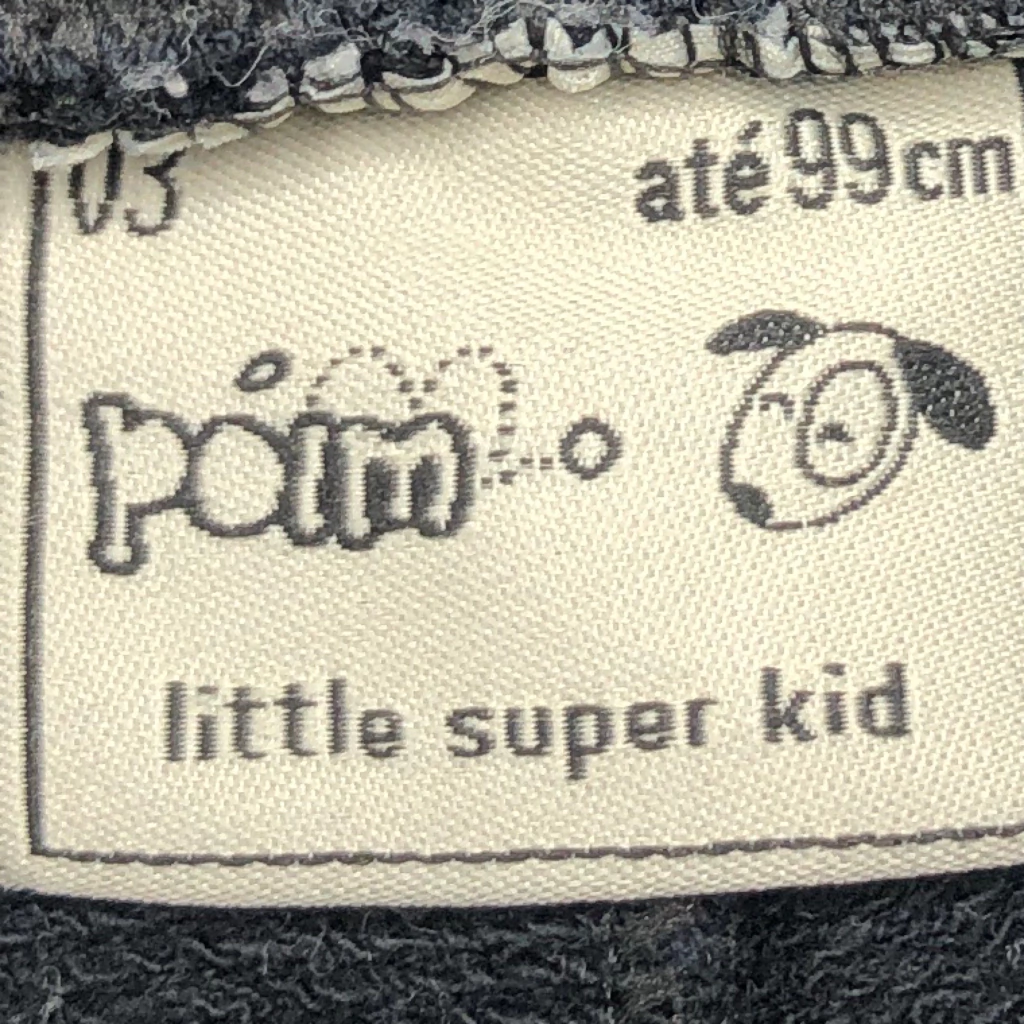 03 até 99cm
poim
little super kid